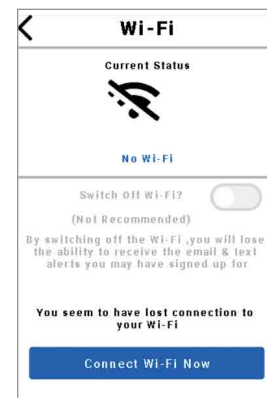 Wi-Fi
Current Status
No Wi-Fi
Switch Off Wi-Fi?
(Not Recommended)
By switching off the Wi-Fi ,you will lose
the ability to receive the email & text
alerts you may have signed up for
You seem to have lost connection to
your Wi-Fi
Connect Wi-Fi Now